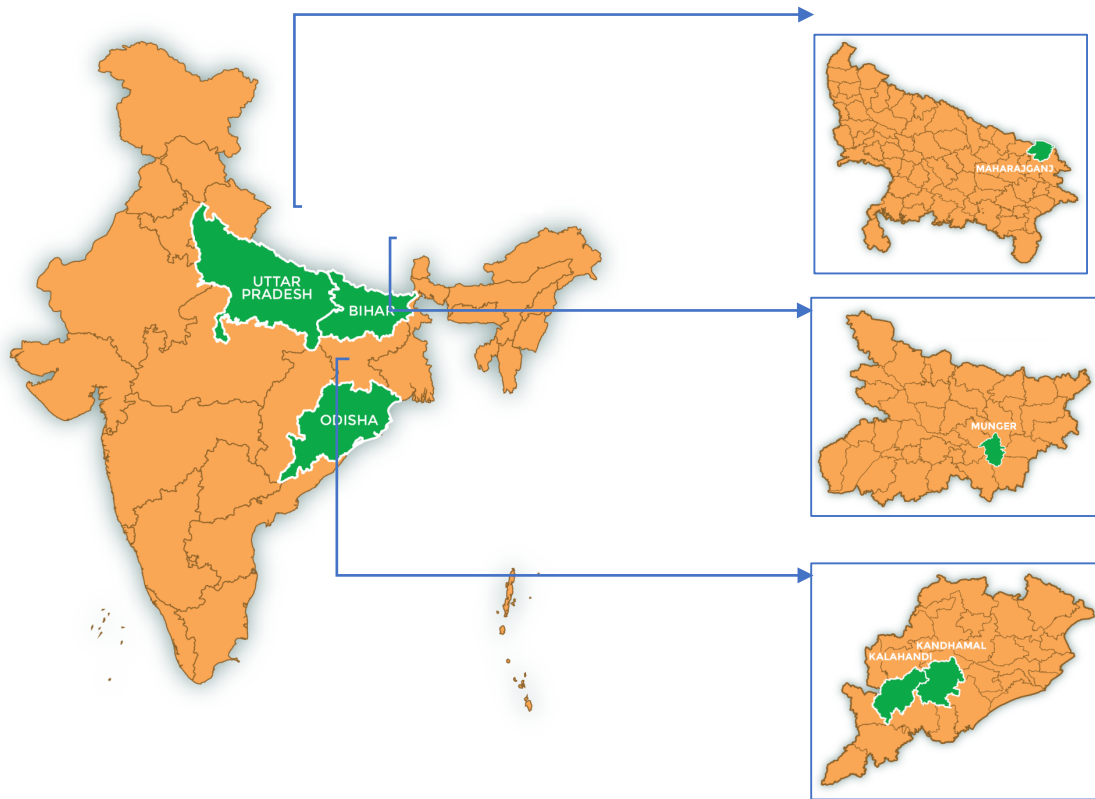 UTTAR
PRADESH
BIHAR
ODISHA
MAHARAJGANJ
MUNGER
KANDHAMAL
KALAHANDI